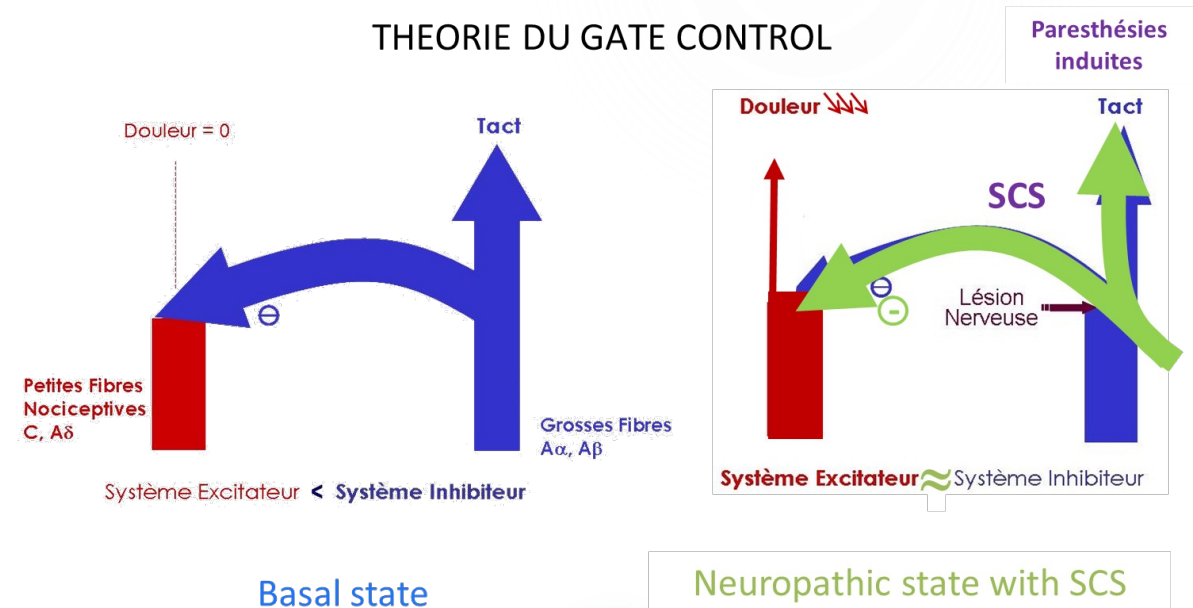 THEORIE DU GATE CONTROL
Paresthésies
induites
Douleur = 0
Tact
⊖
Petites Fibres
Nociceptives
C, Aδ
Grosses Fibres
Aα, Aβ
Système Excitateur < Système Inhibiteur
Basal state
Douleur
Tact
SCS
⊖
-
Lésion
Nerveuse
Système Excitateur ≈ Système Inhibiteur
Neuropathic state with SCS